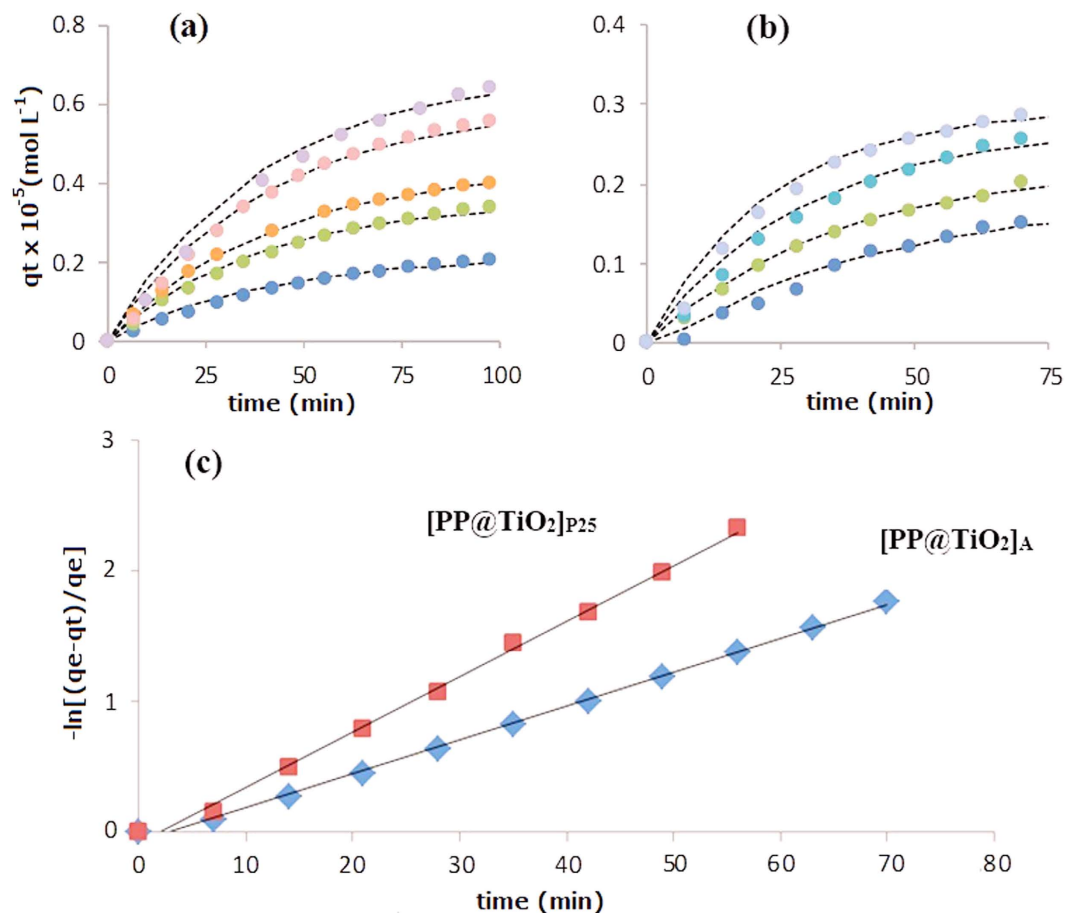 (a)
0.8
0.6
0.4
0.2
0
0 25 50 75 100
qt x 10⁻⁵(mol L⁻¹)
time (min)
(b)
0.4
0.3
0.2
0.1
0
0 25 50 75
time (min)
(c)
3
2
1
0
0 10 20 30 40 50 60 70 80
-ln[(qe-qt)/qe]
[PP@TiO₂]P25
[PP@TiO₂]A
time (min)